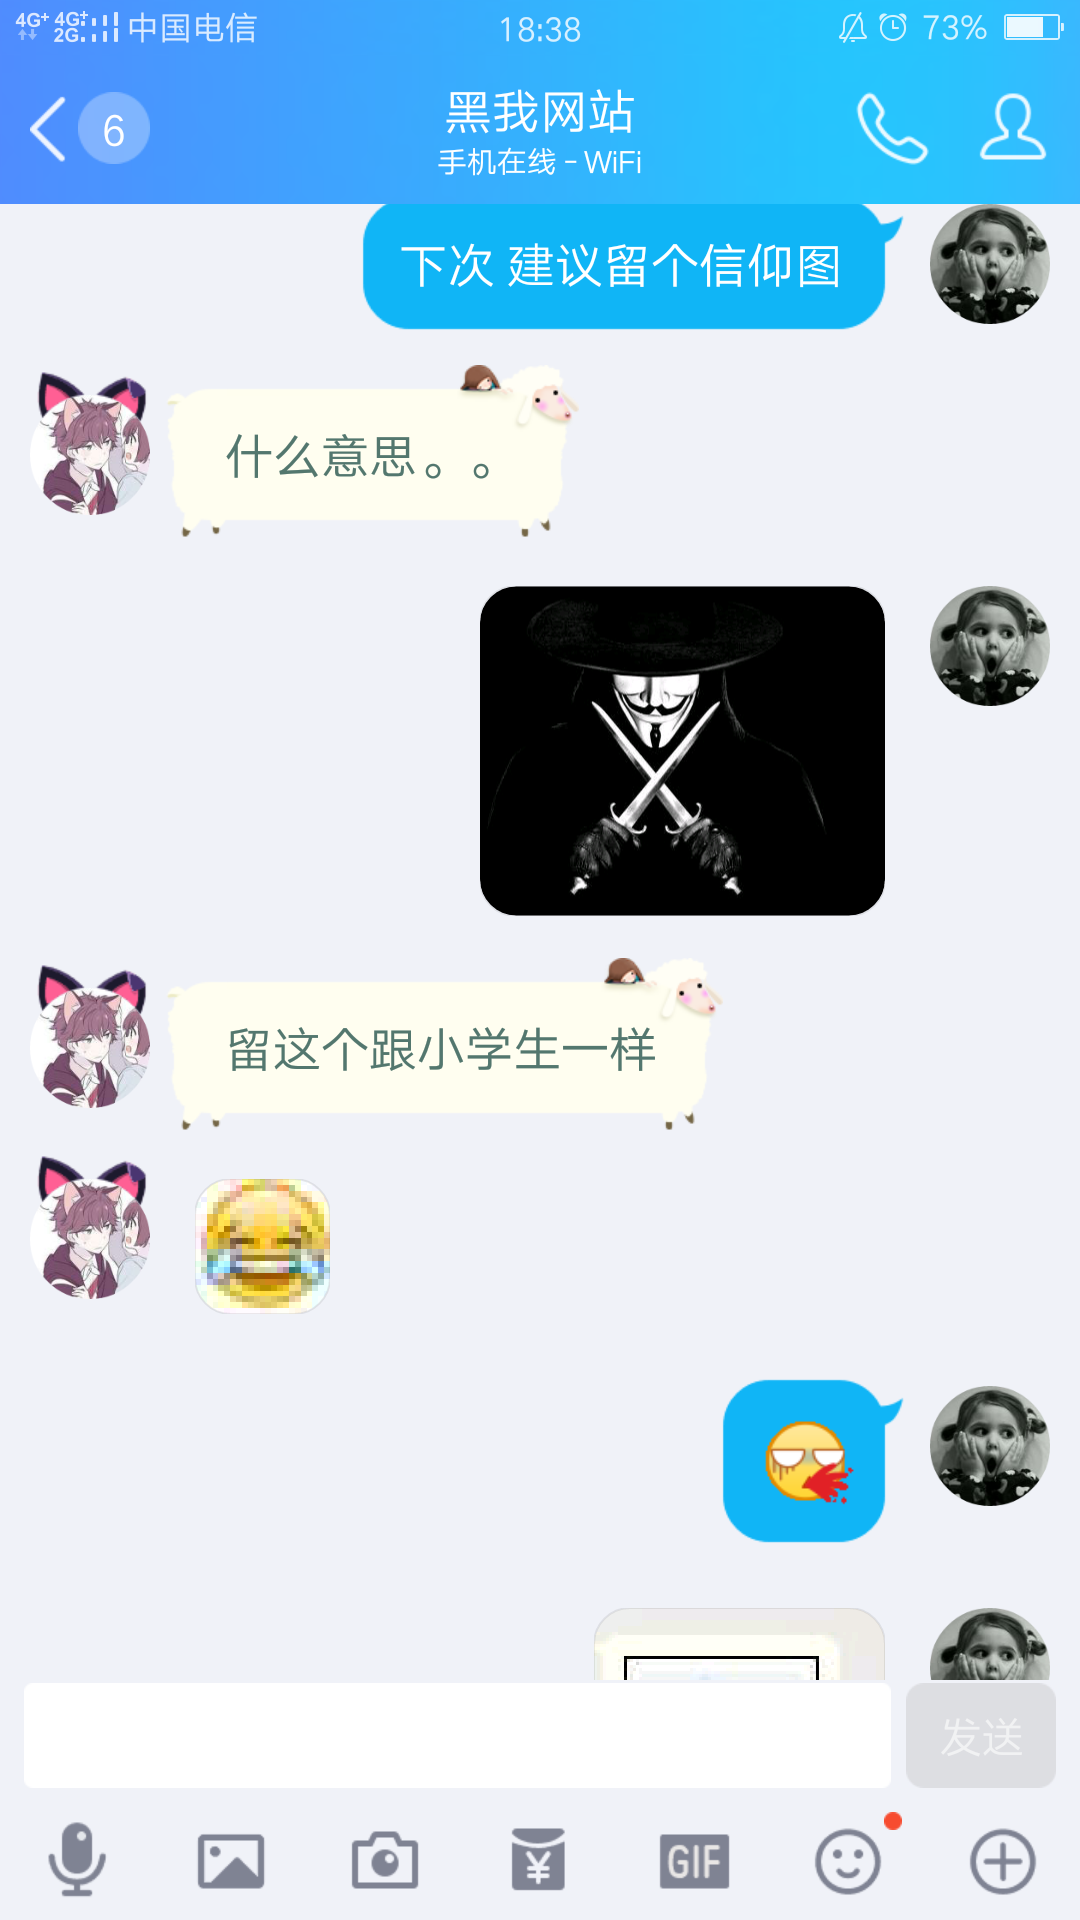 4G+ 4G+ 2G 中国电信 18:38 73%
6
黑我网站
手机在线 - WiFi
下次 建议留个信仰图
什么意思。。
留这个跟小学生一样
发送
¥
GIF